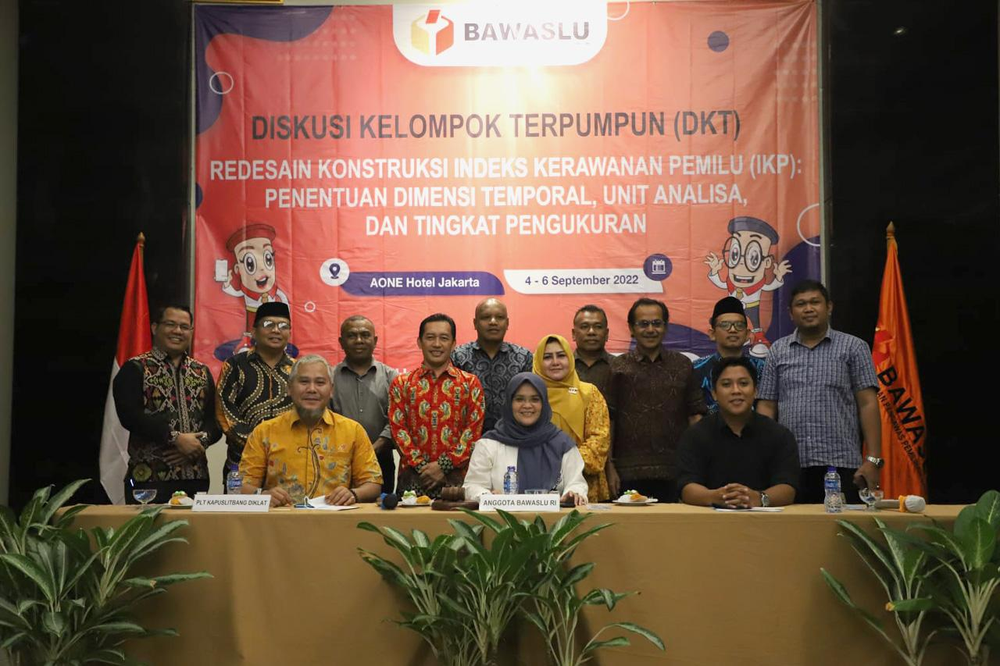 BAWASLU
DISKUSI KELOMPOK TERPUMPUN (DKT)
REDESAIN KONSTRUKSI INDEKS KERAWANAN PEMILU (IKP):
PENENTUAN DIMENSI TEMPORAL, UNIT ANALISA,
DAN TINGKAT PENGUKURAN
AONE Hotel Jakarta
4 - 6 September 2022
BAWAS
PLT KAPUSLITBANG DIKLAT
ANGGOTA BAWASLU RI